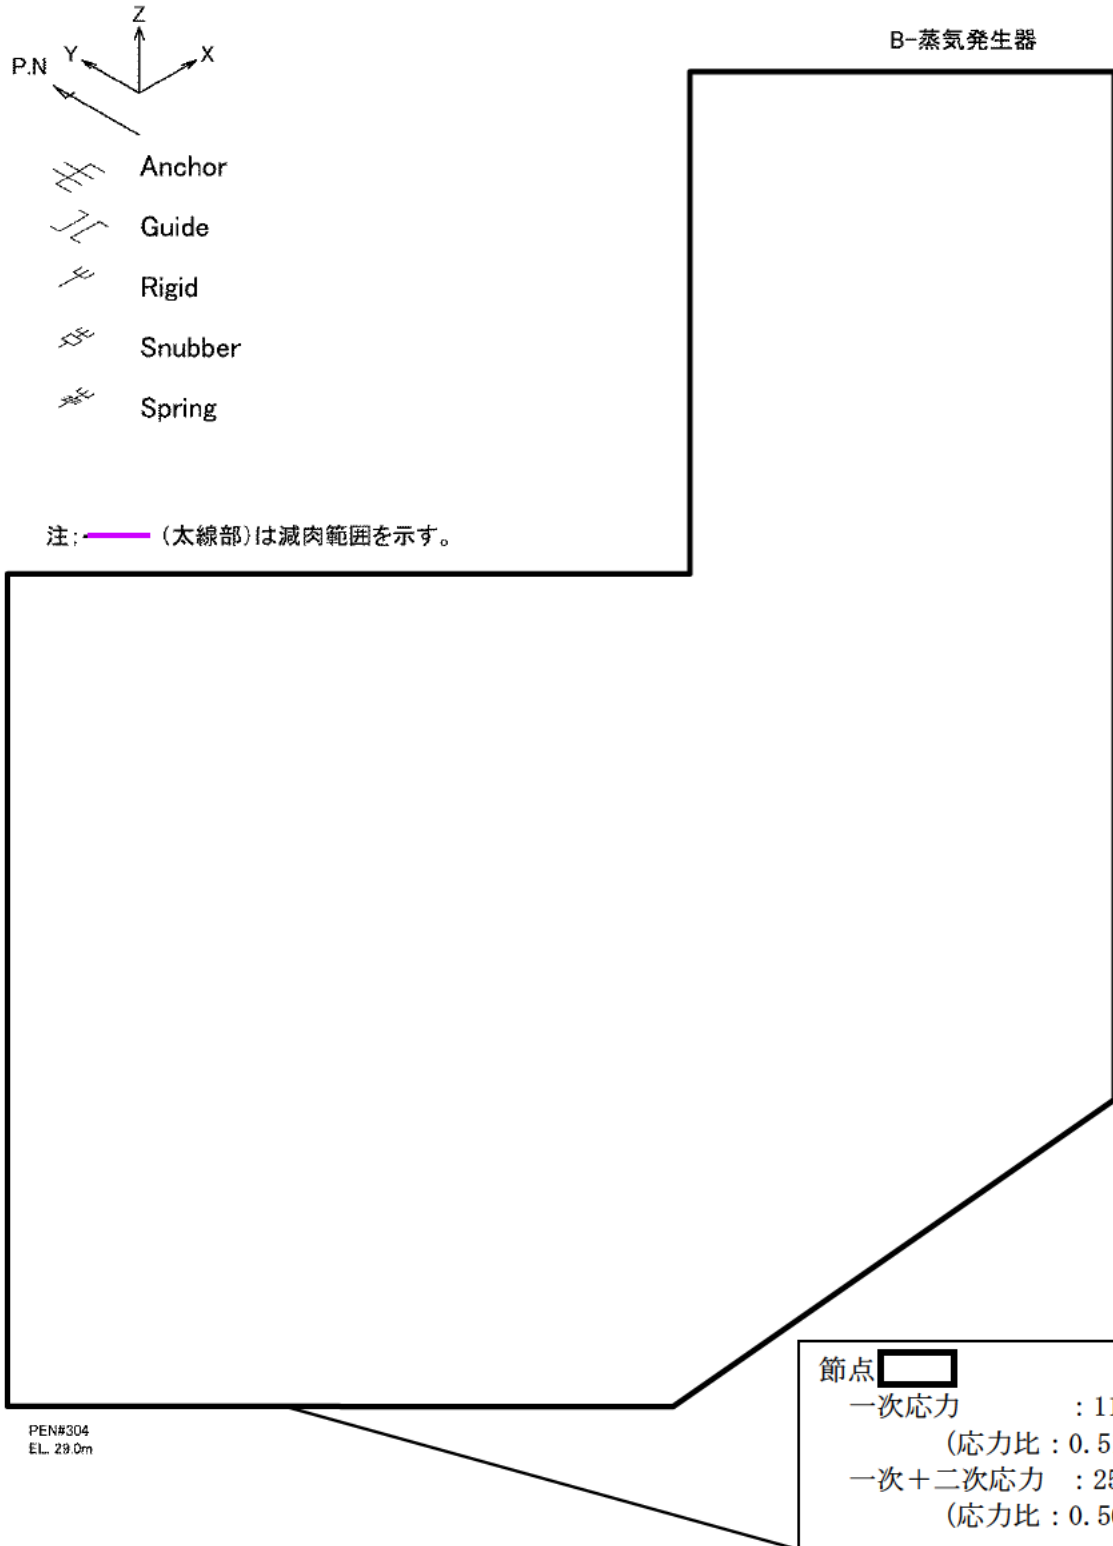 Z
B-蒸気発生器
Y
X
P.N
Anchor
Guide
Rigid
Snubber
Spring
注: (太線部)は減肉範囲を示す。
節点
一次応力 : 11
(応力比:0.5
一次+二次応力 : 25
(応力比:0.5
PEN#304
EL. 29.0m